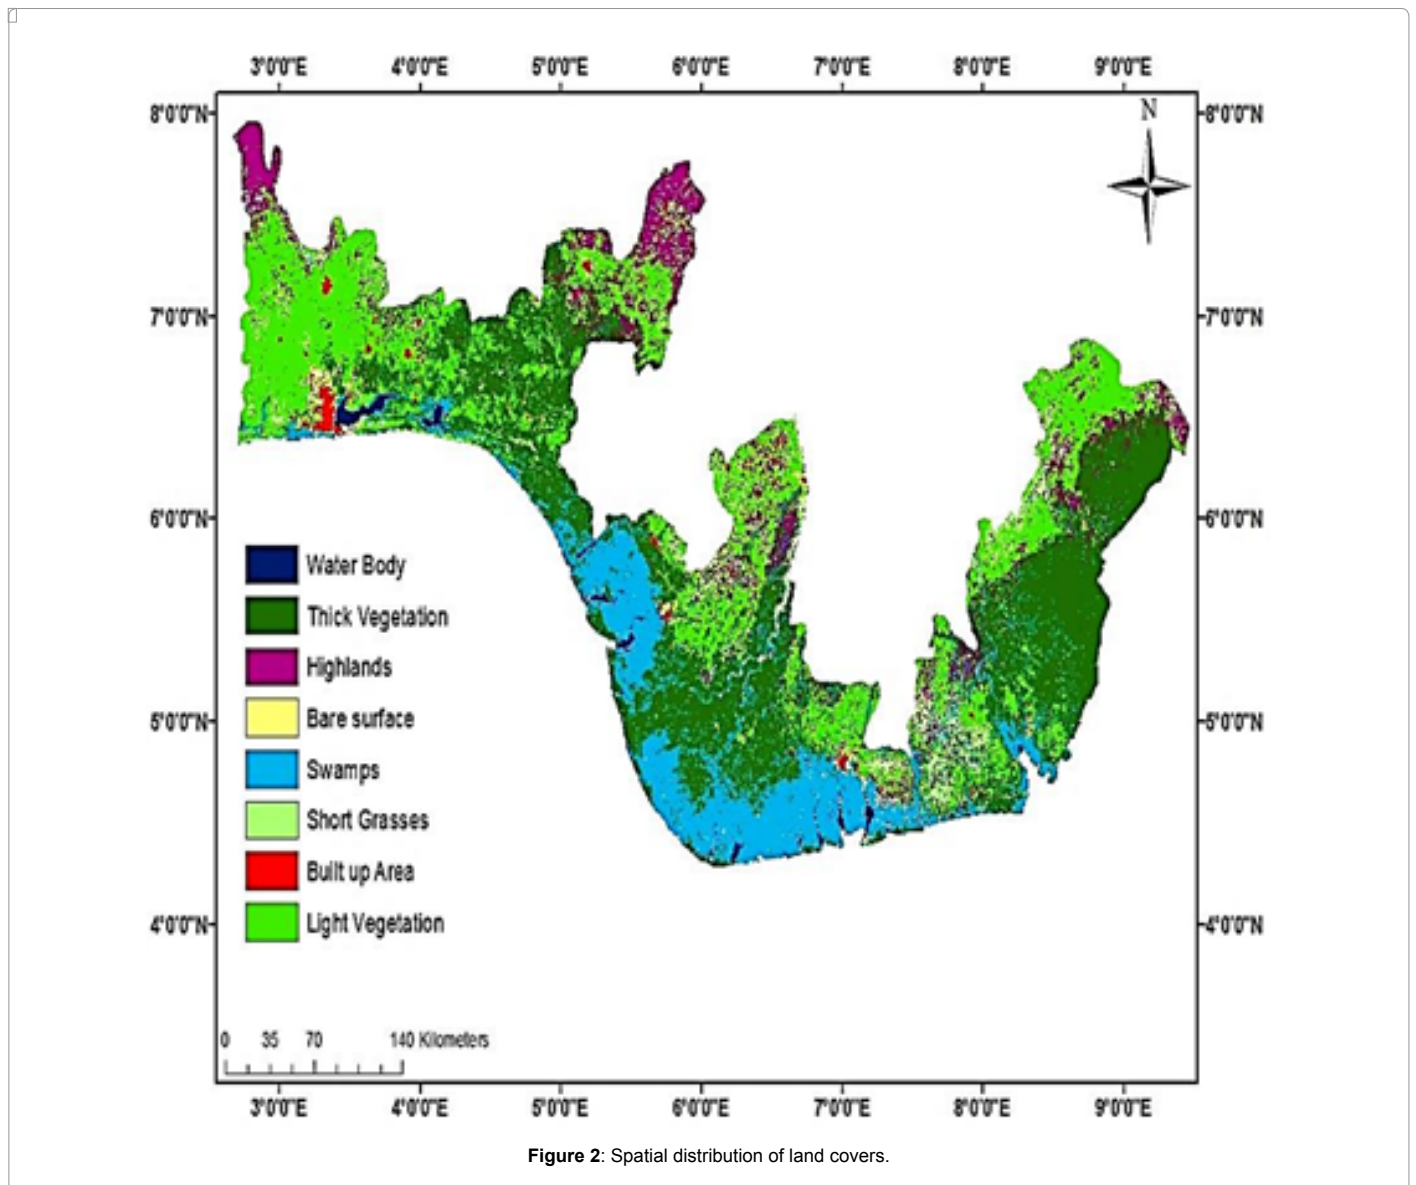 3°0'0"E 4°0'0"E 5°0'0"E 6°0'0"E 7°0'0"E 8°0'0"E 9°0'0"E
8°0'0"N 8°0'0"N
N
7°0'0"N 7°0'0"N
6°0'0"N 6°0'0"N
Water Body
Thick Vegetation
Highlands
Bare surface
5°0'0"N 5°0'0"N
Swamps
Short Grasses
Built up Area
Light Vegetation
4°0'0"N 4°0'0"N
0 35 70 140 Kilometers
3°0'0"E 4°0'0"E 5°0'0"E 6°0'0"E 7°0'0"E 8°0'0"E 9°0'0"E
Figure 2: Spatial distribution of land covers.